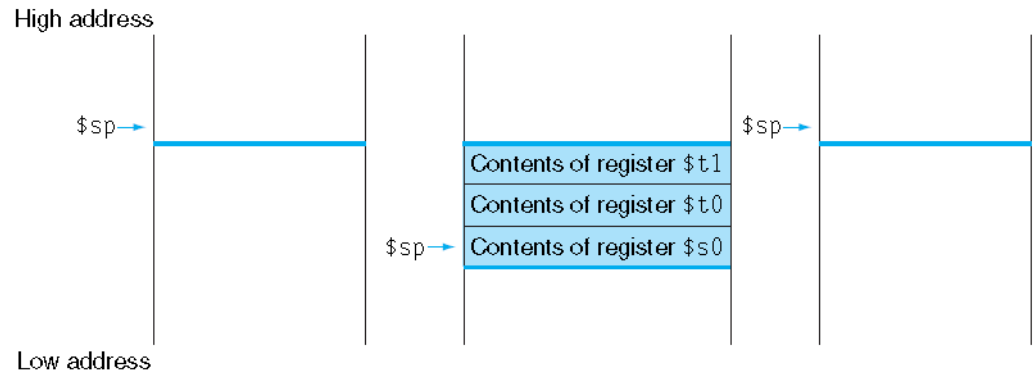 High address
$sp
$sp
Contents of register $t1
Contents of register $t0
$sp
Contents of register $s0
Low address